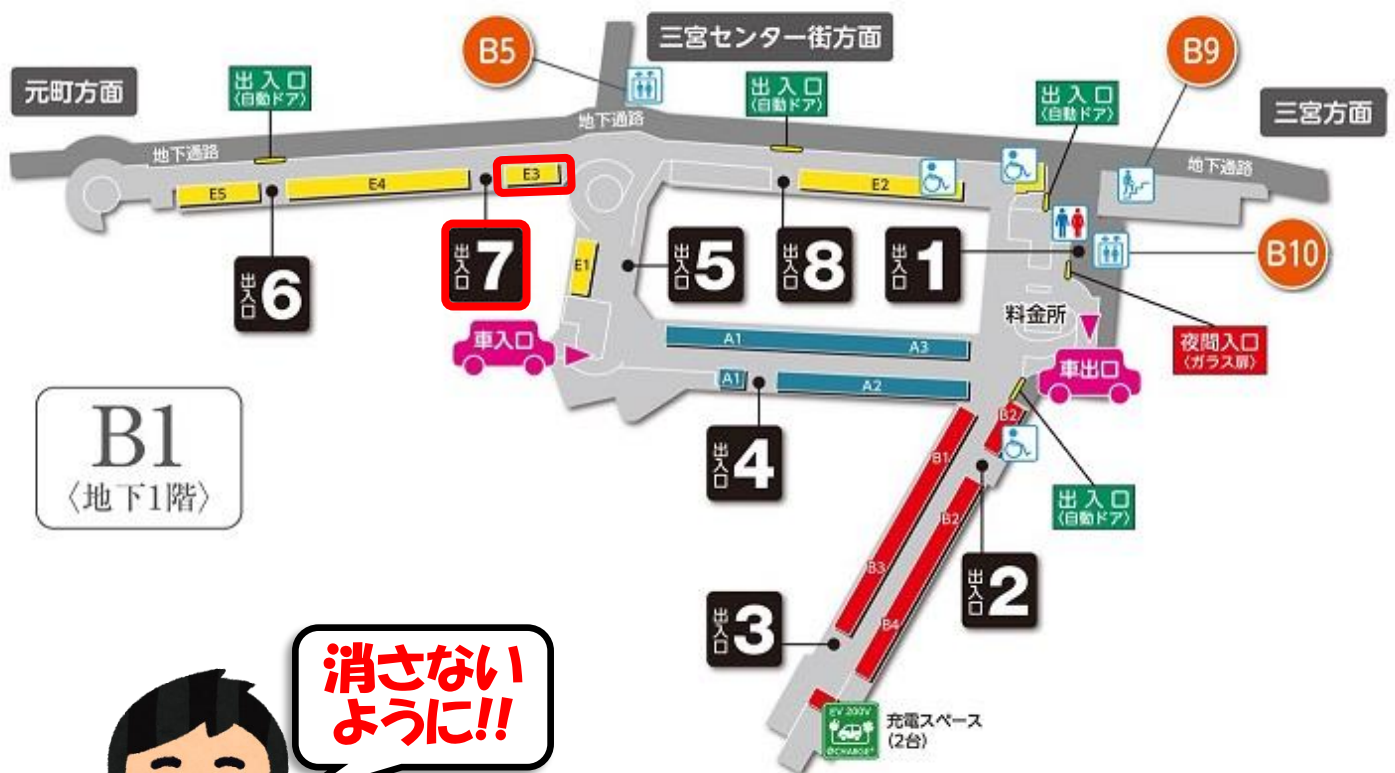 B5
三宮センター街方面
B9
元町方面
出入口
〈自動ドア〉
出入口
〈自動ドア〉
出入口
〈自動ドア〉
三宮方面
地下通路
地下通路
地下通路
E5
E4
E3
E2
出入口
6
出入口
7
E1
出入口
5
出入口
8
出入口
1
B10
料金所
車入口
夜間入口
〈ガラス扉〉
車出口
A1
A3
A1
A2
B1
〈地下1階〉
出入口
4
B1
B2
B2
出入口
〈自動ドア〉
B3
B4
出入口
2
出入口
3
EV 200V
充電スペース
(2台)
消さない
ように!!